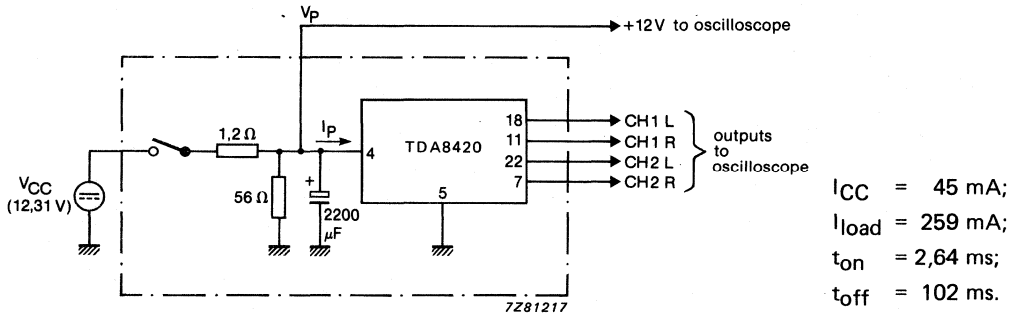 Vp
+12V to oscilloscope
1,2 Ω
Ip
4
TDA8420
18
11
22
7
5
CH1 L
CH1 R
CH2 L
CH2 R
outputs
to
oscilloscope
VCC
(12,31 V)
56 Ω
+
2200
μF
7Z81217
ICC = 45 mA;
Iload = 259 mA;
ton = 2,64 ms;
toff = 102 ms.